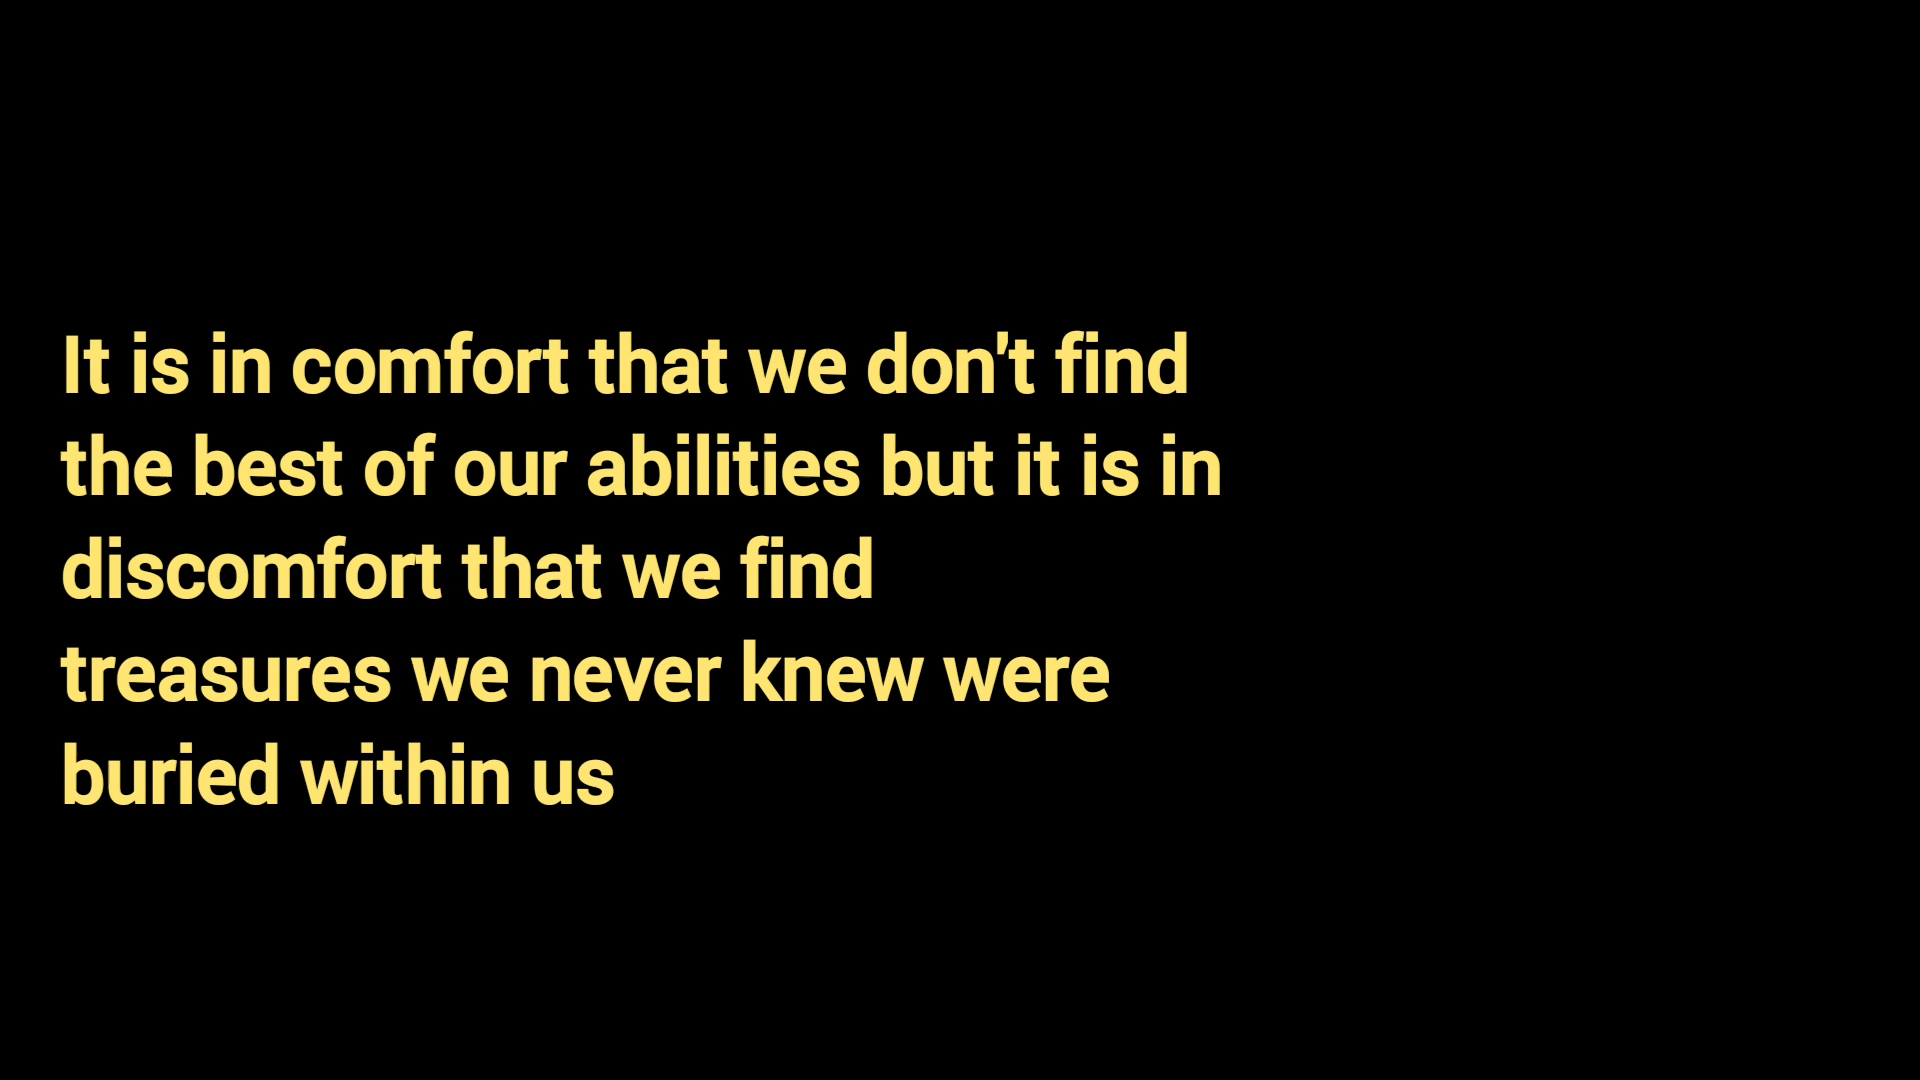 It is in comfort that we don't find
the best of our abilities but it is in
discomfort that we find
treasures we never knew were
buried within us